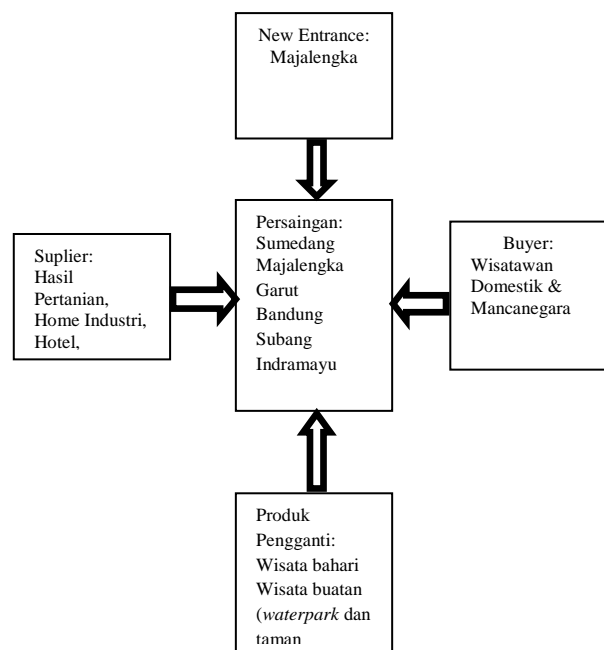 New Entrance:
Majalengka
Persaingan:
Sumedang
Majalengka
Garut
Bandung
Subang
Indramayu
Suplier:
Hasil
Pertanian,
Home Industri,
Hotel,
Buyer:
Wisatawan
Domestik &
Mancanegara
Produk
Pengganti:
Wisata bahari
Wisata buatan
(waterpark dan
taman